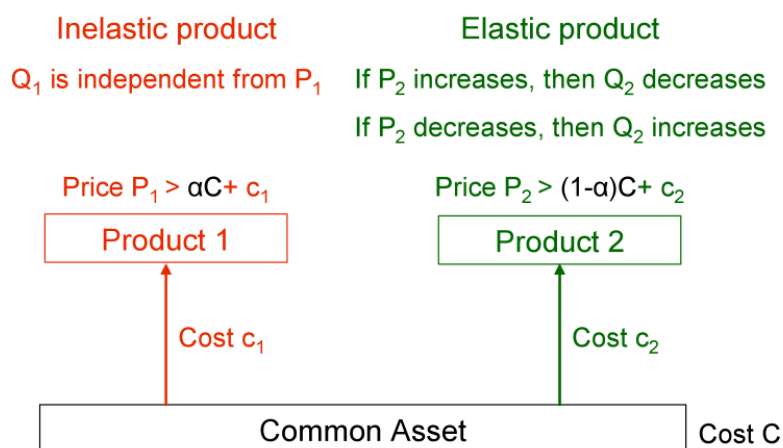 Inelastic product
Elastic product
Q₁ is independent from P₁
If P₂ increases, then Q₂ decreases
If P₂ decreases, then Q₂ increases
Price P₁ > αC+ c₁
Price P₂ > (1-α)C+ c₂
Product 1
Product 2
Cost c₁
Cost c₂
Common Asset
Cost C